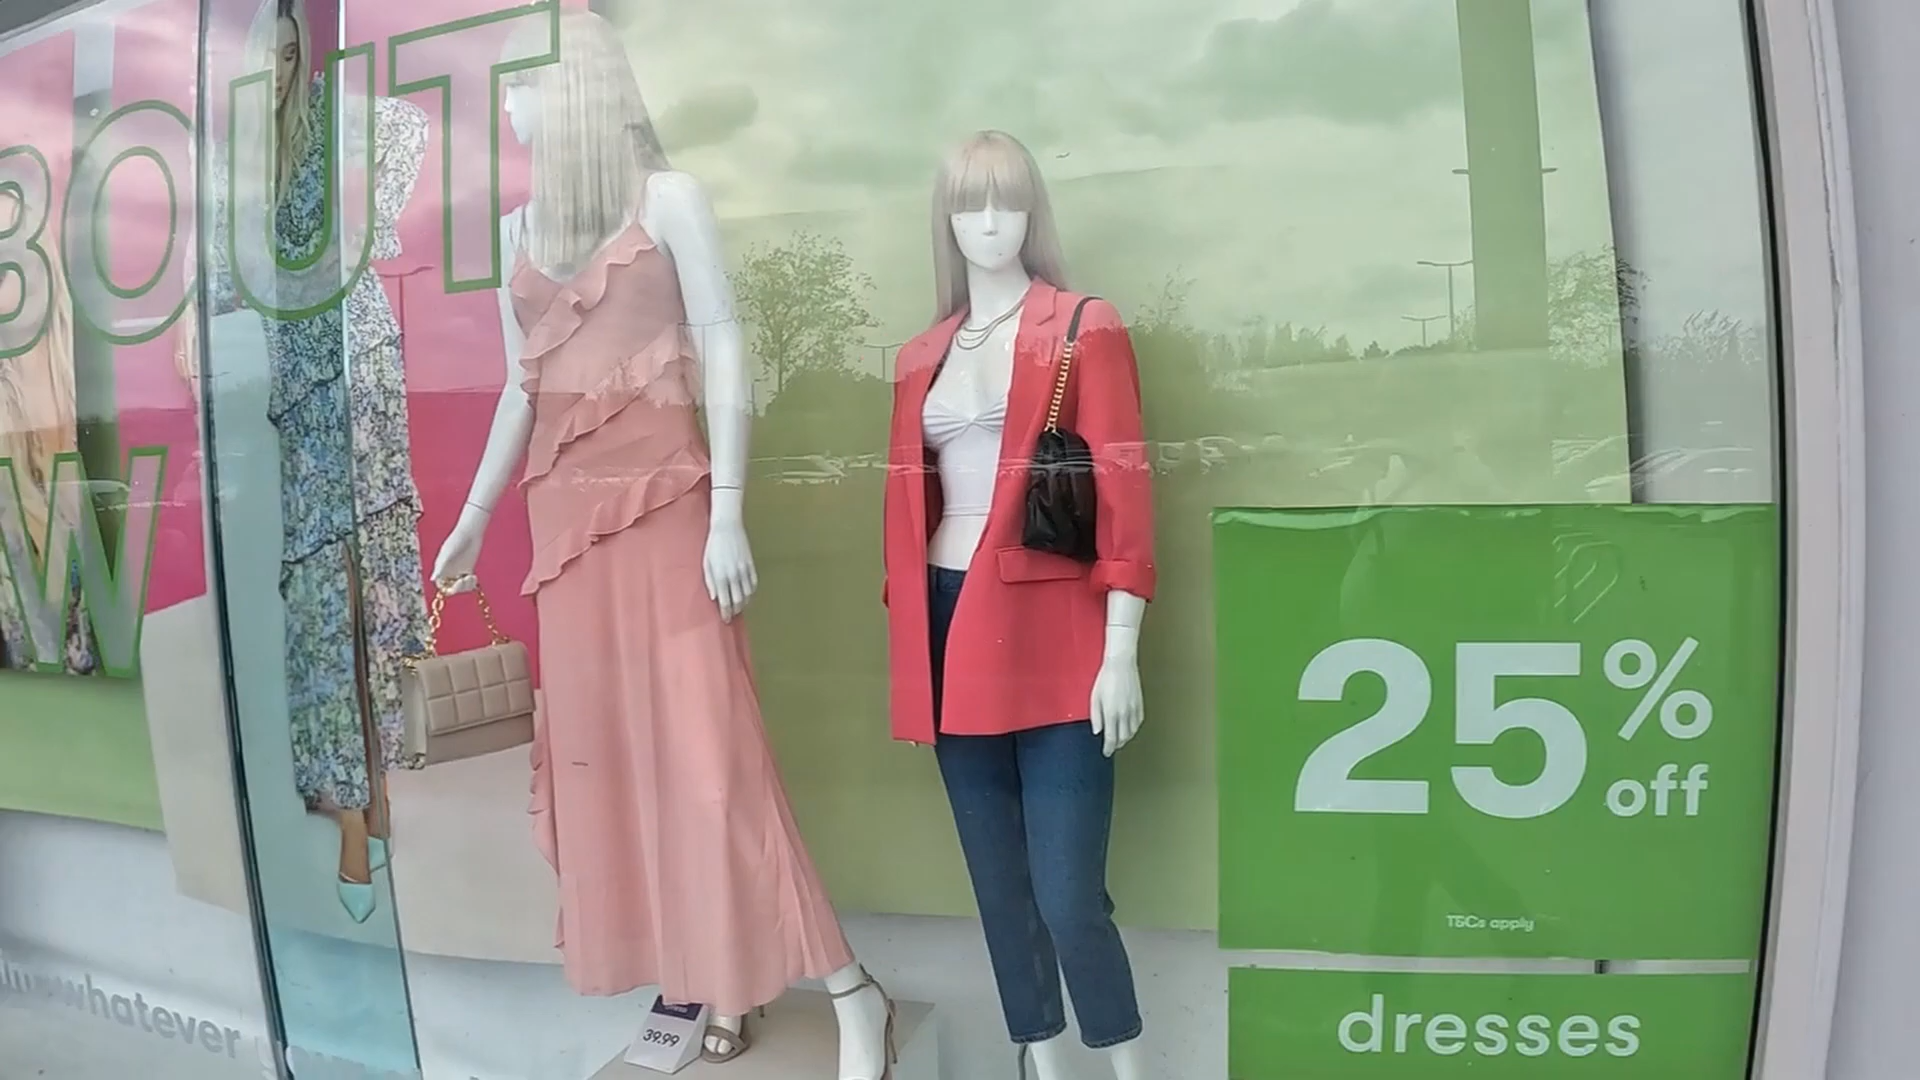 BOUT
W
whatever
39.99
25%
off
T&Cs apply
dresses